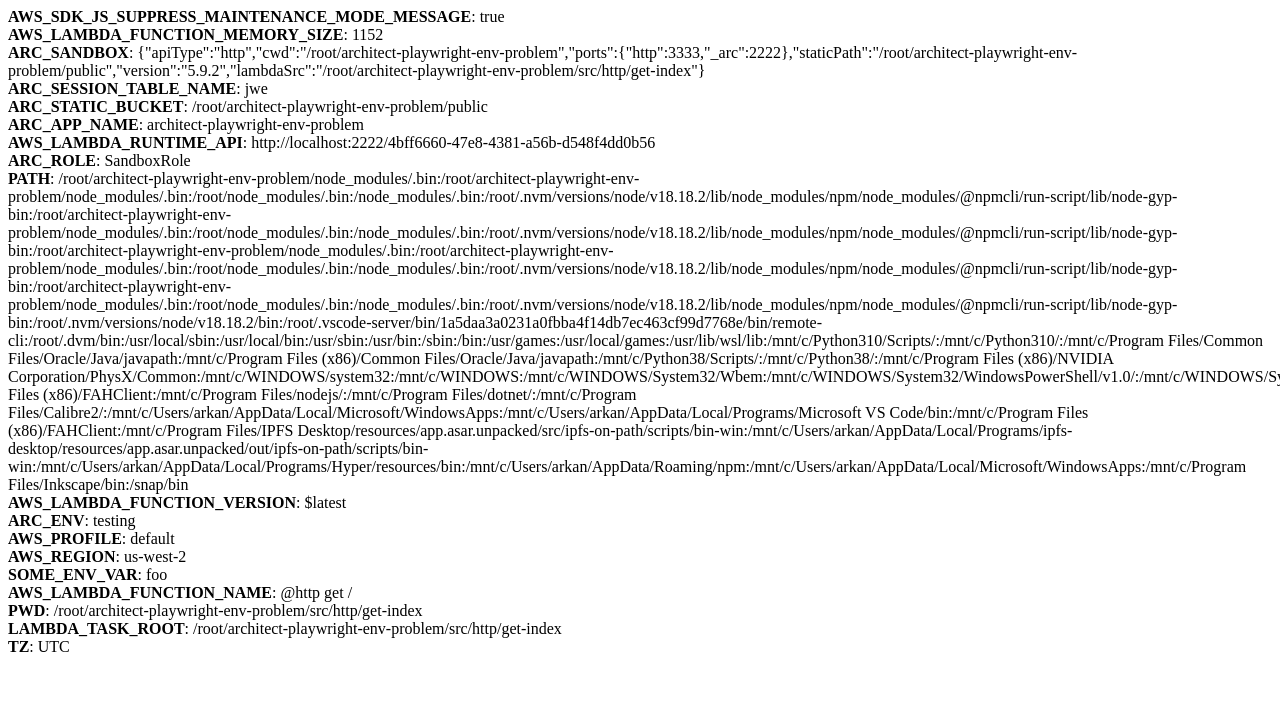 AWS_SDK_JS_SUPPRESS_MAINTENANCE_MODE_MESSAGE: true
AWS_LAMBDA_FUNCTION_MEMORY_SIZE: 1152
ARC_SANDBOX: {"apiType":"http","cwd":"/root/architect-playwright-env-problem","ports":{"http":3333,"_arc":2222},"staticPath":"/root/architect-playwright-env-
problem/public","version":"5.9.2","lambdaSrc":"/root/architect-playwright-env-problem/src/http/get-index"}
ARC_SESSION_TABLE_NAME: jwe
ARC_STATIC_BUCKET: /root/architect-playwright-env-problem/public
ARC_APP_NAME: architect-playwright-env-problem
AWS_LAMBDA_RUNTIME_API: http://localhost:2222/4bff6660-47e8-4381-a56b-d548f4dd0b56
ARC_ROLE: SandboxRole
PATH: /root/architect-playwright-env-problem/node_modules/.bin:/root/architect-playwright-env-
problem/node_modules/.bin:/root/node_modules/.bin:/node_modules/.bin:/root/.nvm/versions/node/v18.18.2/lib/node_modules/npm/node_modules/@npmcli/run-script/lib/node-gyp-
bin:/root/architect-playwright-env-
problem/node_modules/.bin:/root/node_modules/.bin:/node_modules/.bin:/root/.nvm/versions/node/v18.18.2/lib/node_modules/npm/node_modules/@npmcli/run-script/lib/node-gyp-
bin:/root/architect-playwright-env-problem/node_modules/.bin:/root/architect-playwright-env-
problem/node_modules/.bin:/root/node_modules/.bin:/node_modules/.bin:/root/.nvm/versions/node/v18.18.2/lib/node_modules/npm/node_modules/@npmcli/run-script/lib/node-gyp-
bin:/root/architect-playwright-env-
problem/node_modules/.bin:/root/node_modules/.bin:/node_modules/.bin:/root/.nvm/versions/node/v18.18.2/lib/node_modules/npm/node_modules/@npmcli/run-script/lib/node-gyp-
bin:/root/.nvm/versions/node/v18.18.2/bin:/root/.vscode-server/bin/1a5daa3a0231a0fbba4f14db7ec463cf99d7768e/bin/remote-
cli:/root/.dvm/bin:/usr/local/sbin:/usr/local/bin:/usr/sbin:/usr/bin:/sbin:/bin:/usr/games:/usr/local/games:/usr/lib/wsl/lib:/mnt/c/Python310/Scripts/:/mnt/c/Python310/:/mnt/c/Program Files/Common
Files/Oracle/Java/javapath:/mnt/c/Program Files (x86)/Common Files/Oracle/Java/javapath:/mnt/c/Python38/Scripts/:/mnt/c/Python38/:/mnt/c/Program Files (x86)/NVIDIA
Corporation/PhysX/Common:/mnt/c/WINDOWS/system32:/mnt/c/WINDOWS:/mnt/c/WINDOWS/System32/Wbem:/mnt/c/WINDOWS/System32/WindowsPowerShell/v1.0/:/mnt/c/WINDOWS/Sy
Files (x86)/FAHClient:/mnt/c/Program Files/nodejs/:/mnt/c/Program Files/dotnet/:/mnt/c/Program
Files/Calibre2/:/mnt/c/Users/arkan/AppData/Local/Microsoft/WindowsApps:/mnt/c/Users/arkan/AppData/Local/Programs/Microsoft VS Code/bin:/mnt/c/Program Files
(x86)/FAHClient:/mnt/c/Program Files/IPFS Desktop/resources/app.asar.unpacked/src/ipfs-on-path/scripts/bin-win:/mnt/c/Users/arkan/AppData/Local/Programs/ipfs-
desktop/resources/app.asar.unpacked/out/ipfs-on-path/scripts/bin-
win:/mnt/c/Users/arkan/AppData/Local/Programs/Hyper/resources/bin:/mnt/c/Users/arkan/AppData/Roaming/npm:/mnt/c/Users/arkan/AppData/Local/Microsoft/WindowsApps:/mnt/c/Program
Files/Inkscape/bin:/snap/bin
AWS_LAMBDA_FUNCTION_VERSION: $latest
ARC_ENV: testing
AWS_PROFILE: default
AWS_REGION: us-west-2
SOME_ENV_VAR: foo
AWS_LAMBDA_FUNCTION_NAME: @http get /
PWD: /root/architect-playwright-env-problem/src/http/get-index
LAMBDA_TASK_ROOT: /root/architect-playwright-env-problem/src/http/get-index
TZ: UTC